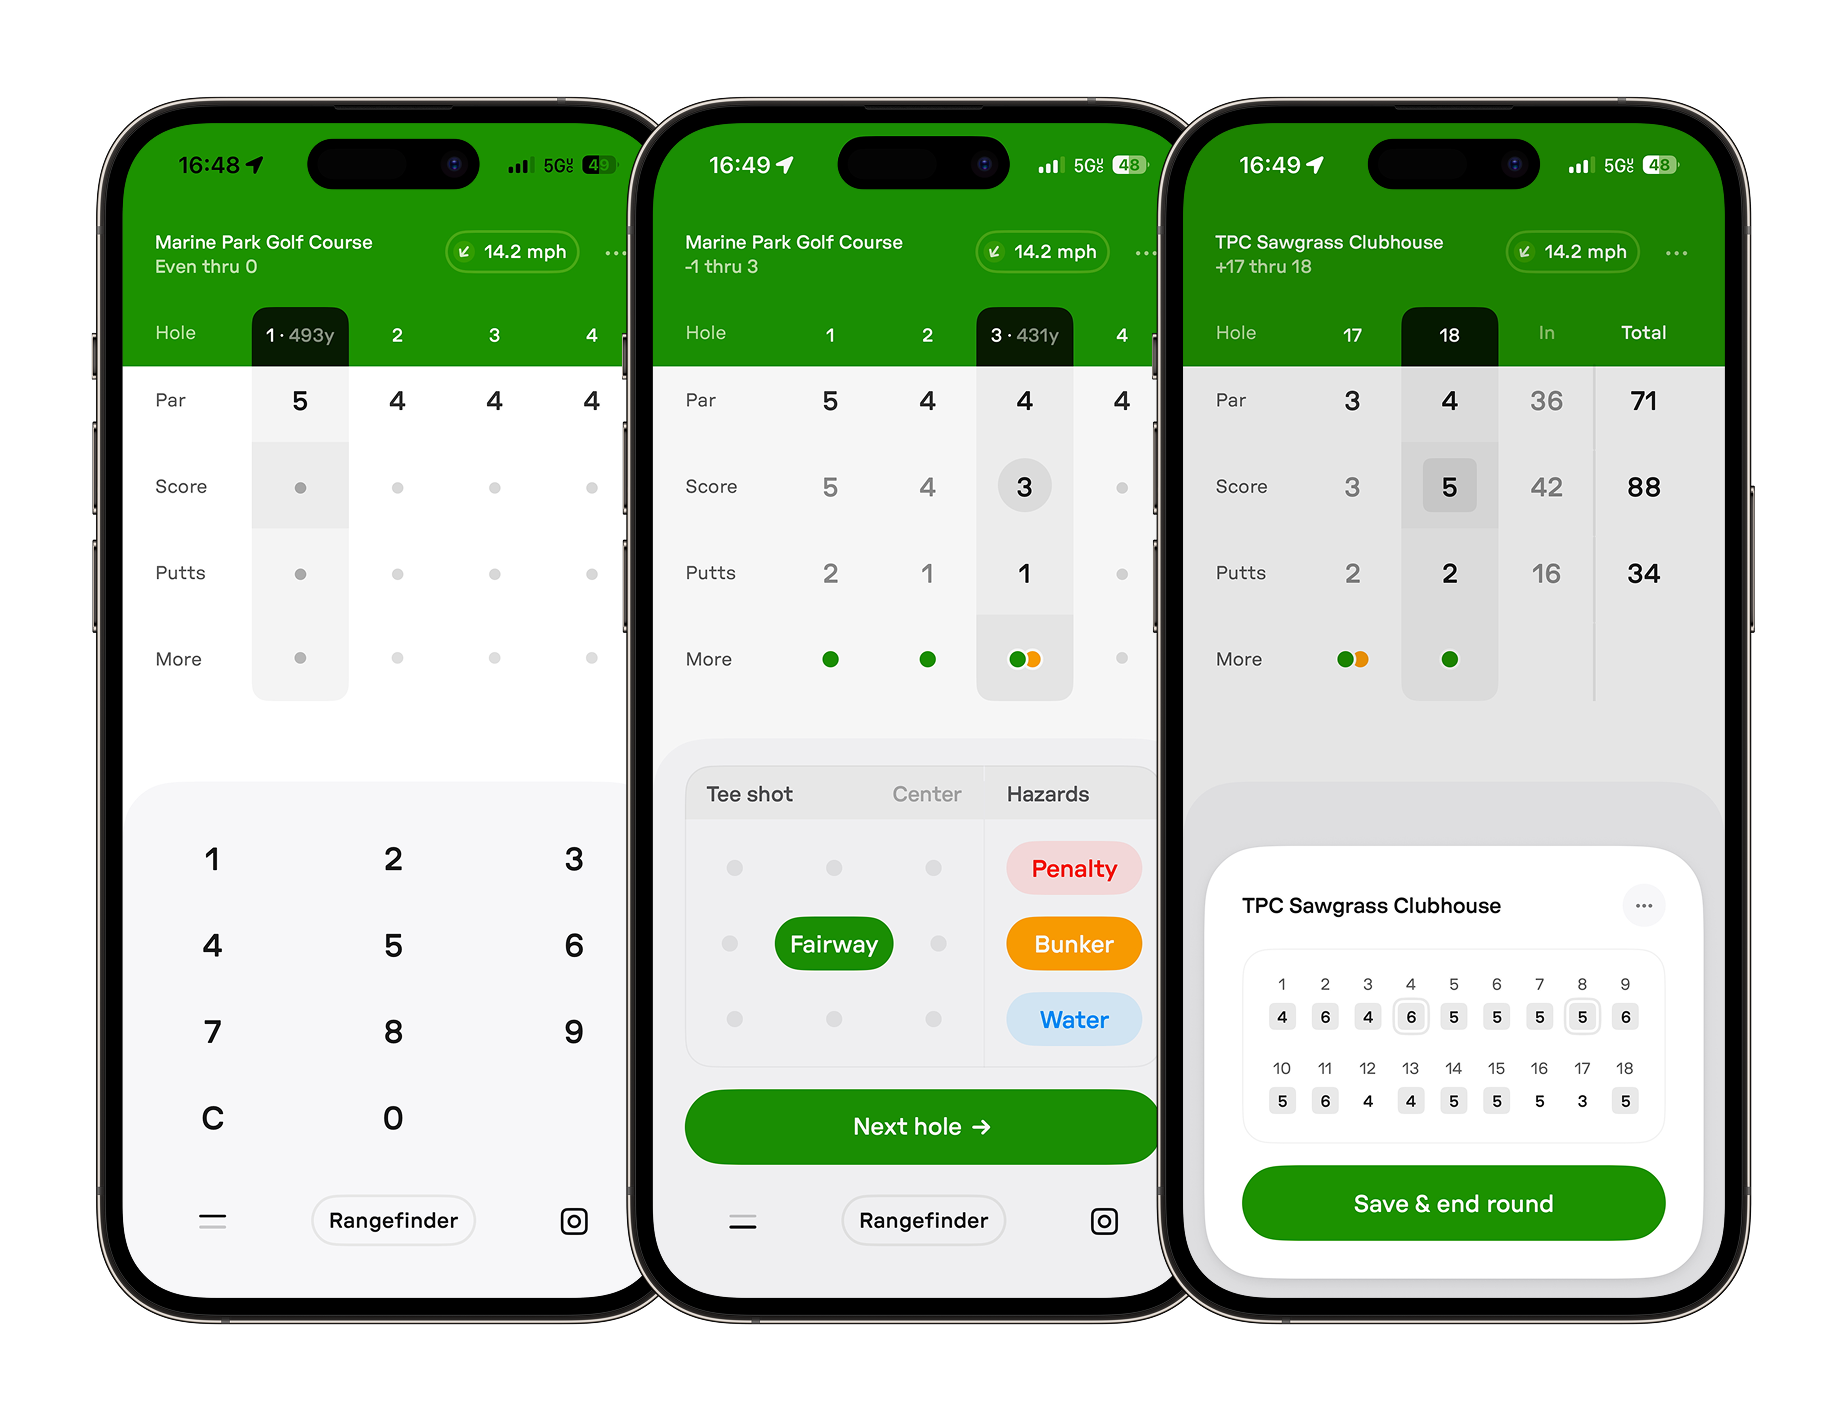 16:48 5G 49
Marine Park Golf Course
Even thru 0
14.2 mph
Hole 1 · 493y 2 3 4
Par 5 4 4 4
Score
Putts
More
1 2 3
4 5 6
7 8 9
C 0
Rangefinder
16:49 5G 48
Marine Park Golf Course
-1 thru 3
14.2 mph
Hole 1 2 3 · 431y 4
Par 5 4 4 4
Score 5 4 3
Putts 2 1 1
More
Tee shot Center Hazards
Penalty
Fairway Bunker
Water
Next hole →
Rangefinder
16:49 5G 48
TPC Sawgrass Clubhouse
+17 thru 18
14.2 mph
Hole 17 18 In Total
Par 3 4 36 71
Score 3 5 42 88
Putts 2 2 16 34
More
TPC Sawgrass Clubhouse
1 2 3 4 5 6 7 8 9
4 6 4 6 5 5 5 5 6
10 11 12 13 14 15 16 17 18
5 6 4 4 5 5 5 3 5
Save & end round